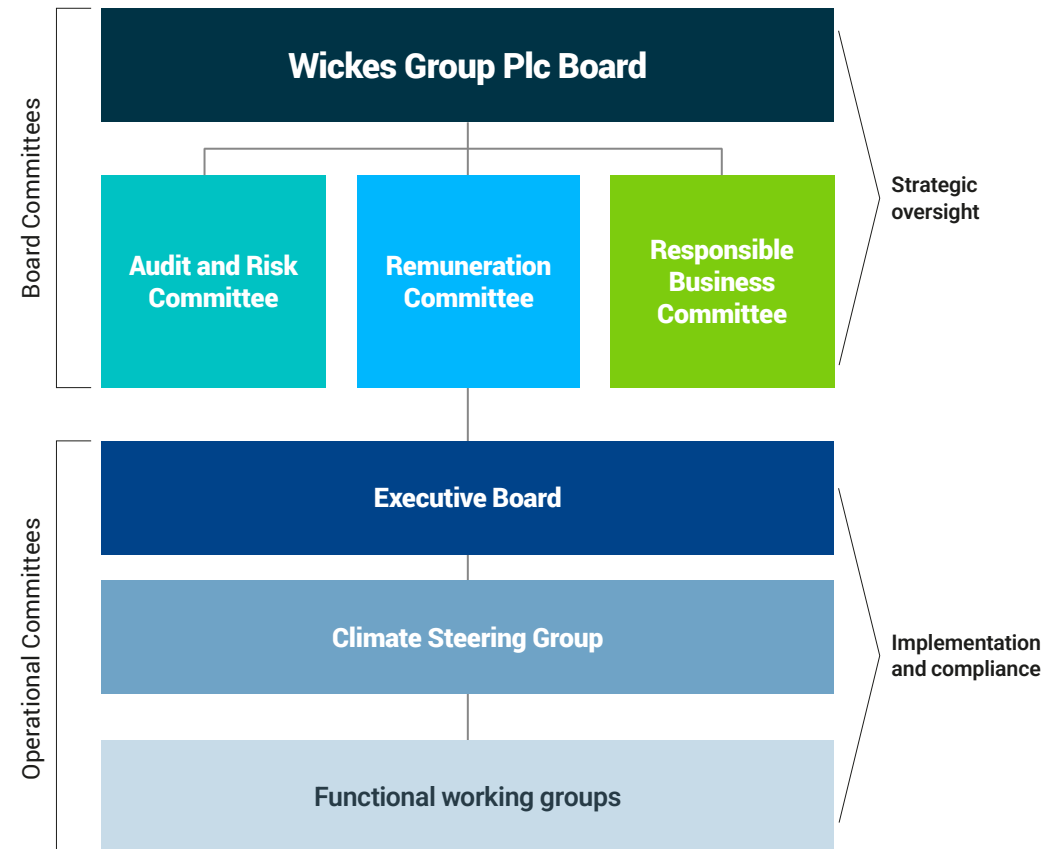 Board Committees
Wickes Group Plc Board
Audit and Risk
Committee
Remuneration
Committee
Responsible
Business
Committee
Strategic
oversight
Operational Committees
Executive Board
Climate Steering Group
Functional working groups
Implementation
and compliance